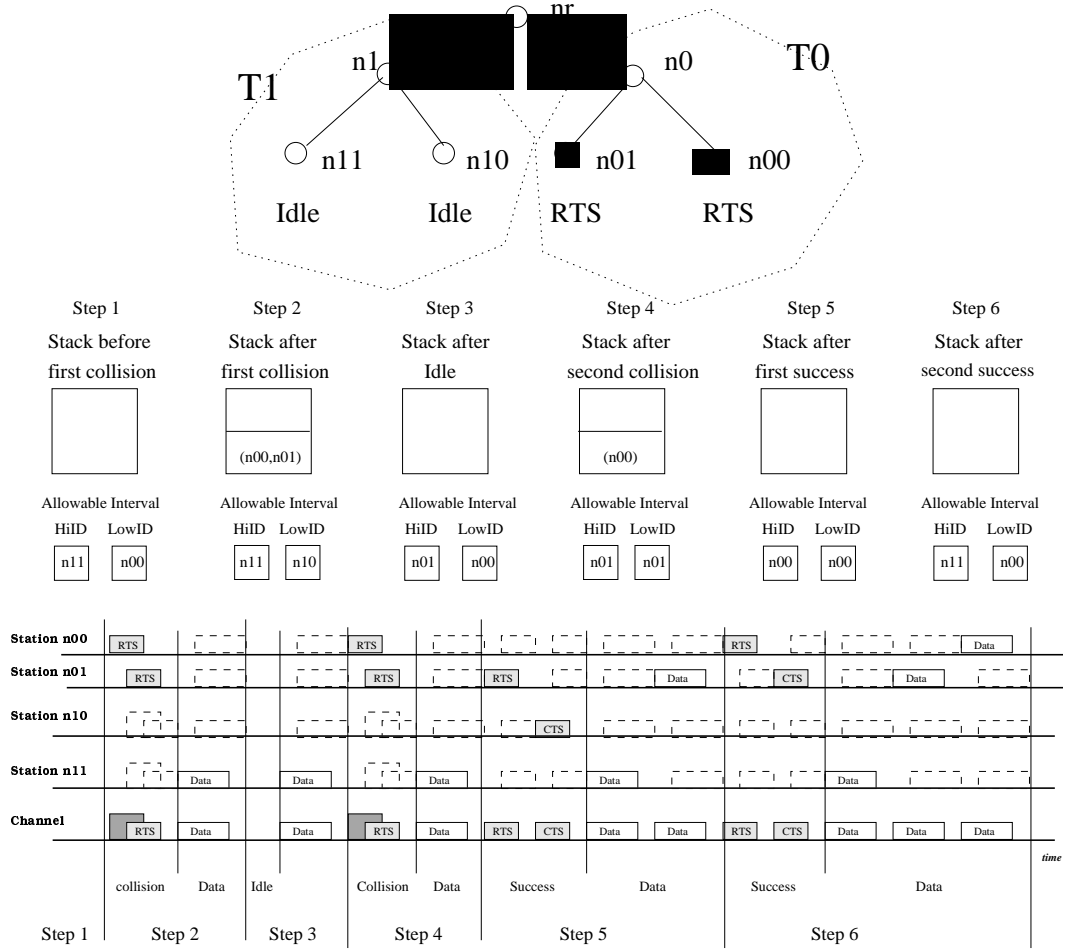 nr
n1
n0
T1
T0
n11
n10
n01
n00
Idle
Idle
RTS
RTS
Step 1
Step 2
Step 3
Step 4
Step 5
Step 6
Stack before
first collision
Stack after
first collision
Stack after
Idle
Stack after
second collision
Stack after
first success
Stack after
second success
(n00,n01)
(n00)
Allowable Interval
Allowable Interval
Allowable Interval
Allowable Interval
Allowable Interval
Allowable Interval
HiID LowID
HiID LowID
HiID LowID
HiID LowID
HiID LowID
HiID LowID
n11 n00
n11 n10
n01 n00
n01 n01
n00 n00
n11 n00
Station n00
RTS RTS RTS Data
Station n01
RTS RTS RTS Data CTS Data
Station n10
CTS
Station n11
Data Data Data Data Data
Channel
RTS Data Data RTS Data RTS CTS Data Data RTS CTS Data Data Data
time
collision Data Idle Collision Data Success Data Success Data
Step 1 Step 2 Step 3 Step 4 Step 5 Step 6